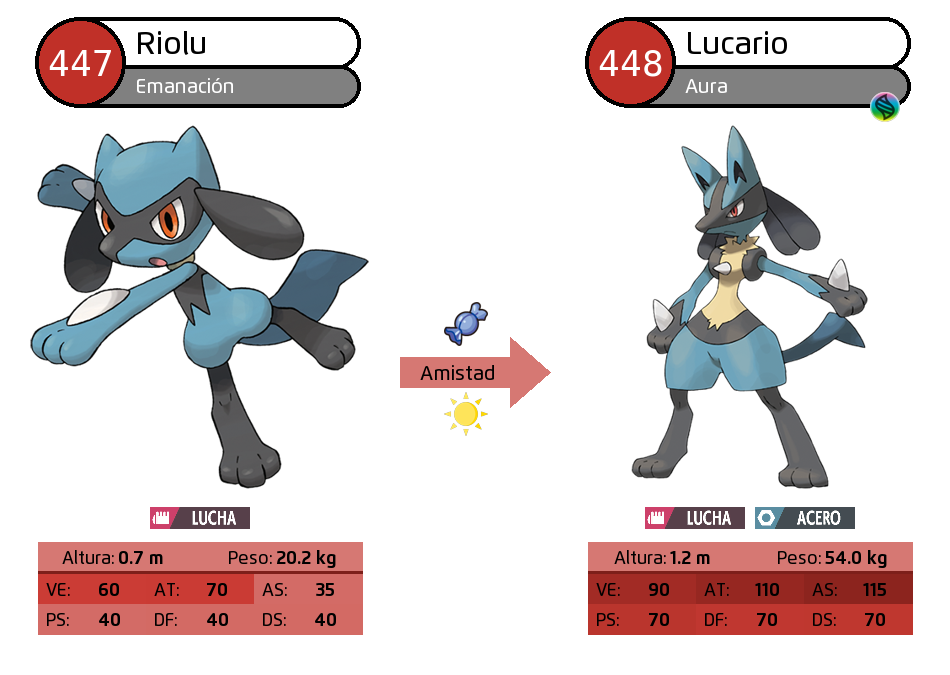 447
Riolu
Emanación
448
Lucario
Aura
Amistad
LUCHA
LUCHA
ACERO
Altura: 0.7 m Peso: 20.2 kg
VE: 60 AT: 70 AS: 35
PS: 40 DF: 40 DS: 40
Altura: 1.2 m Peso: 54.0 kg
VE: 90 AT: 110 AS: 115
PS: 70 DF: 70 DS: 70